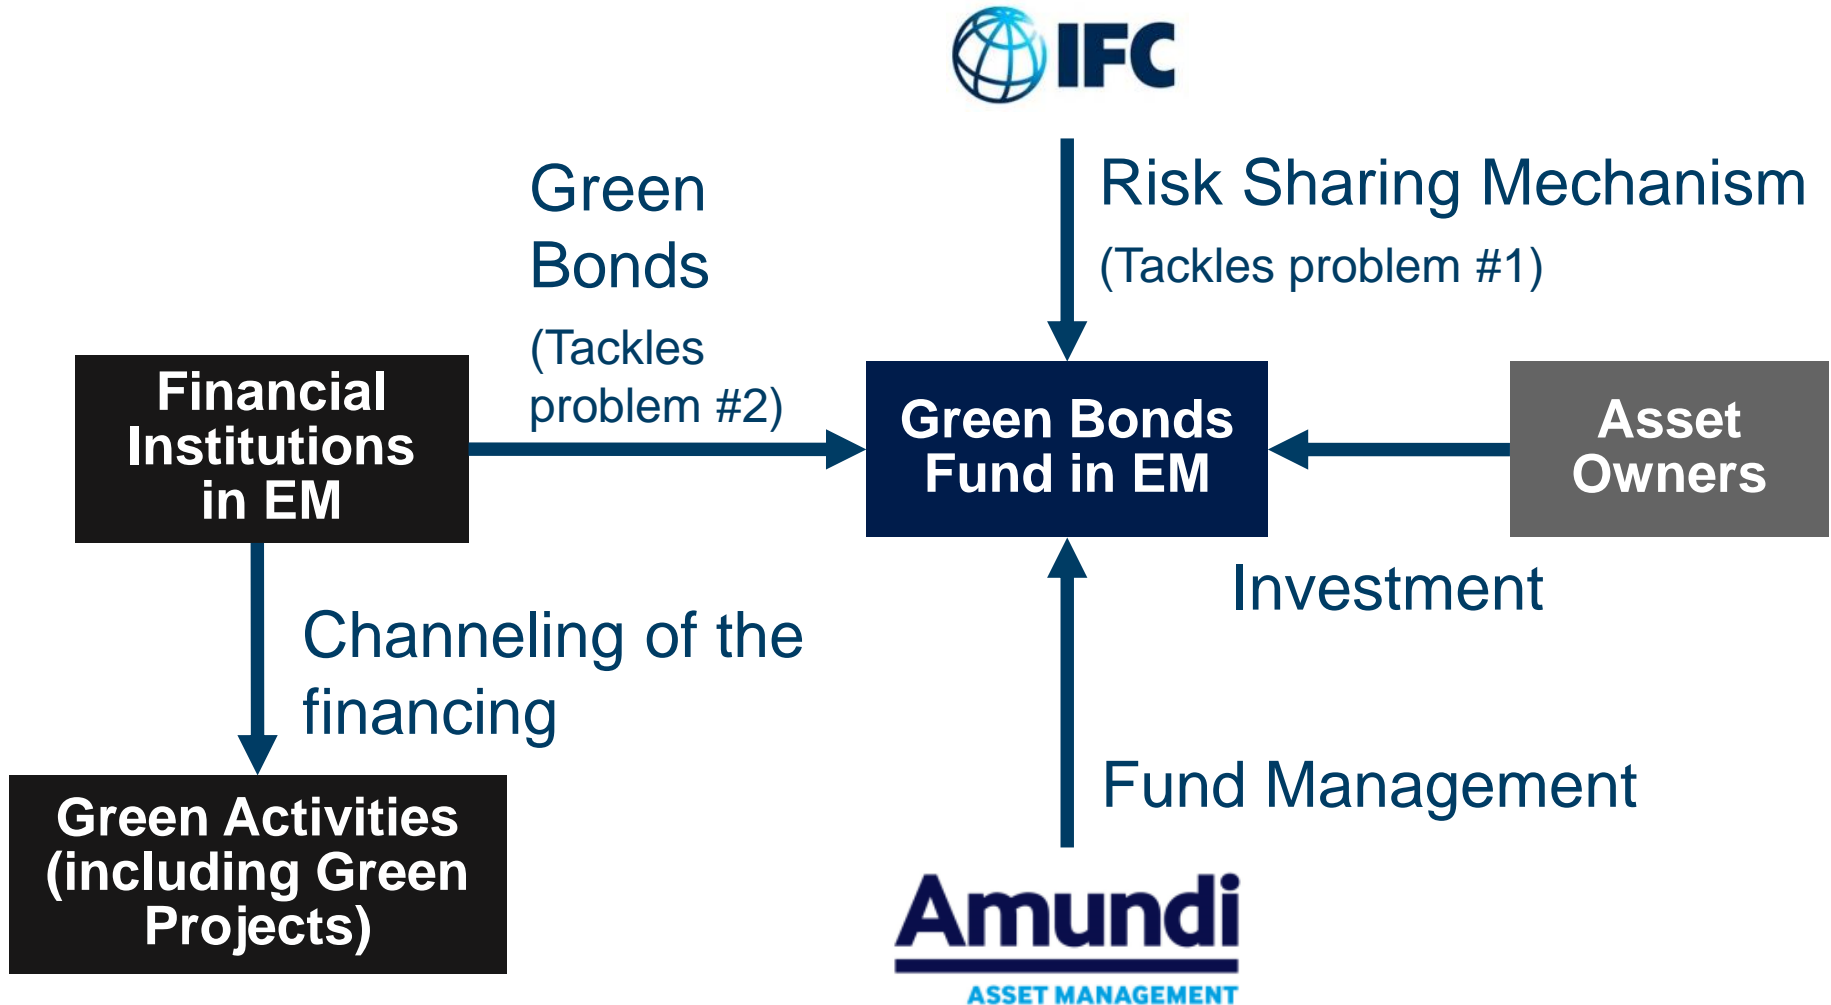 IFC
Risk Sharing Mechanism
(Tackles problem #1)
Green
Bonds
(Tackles
problem #2)
Financial
Institutions
in EM
Green Bonds
Fund in EM
Asset
Owners
Investment
Channeling of the
financing
Fund Management
Green Activities
(including Green
Projects)
Amundi
ASSET MANAGEMENT